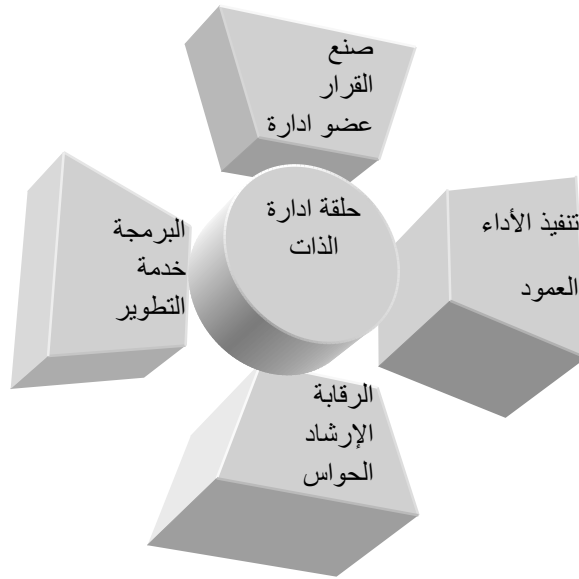 صنع
القرار
عضو ادارة
حلقة ادارة
الذات
تنفيذ الأداء
العمود
البرمجة
خدمة
التطوير
الرقابة
الإرشاد
الحواس